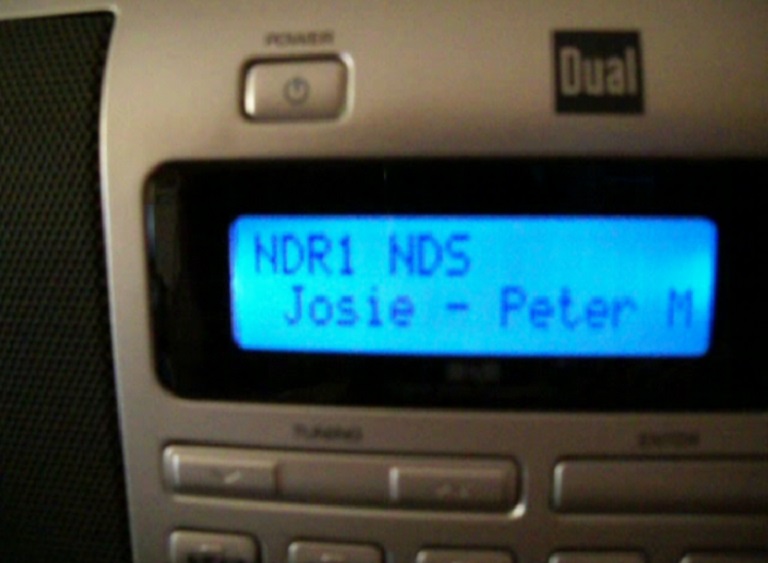 POWER
Dual
NDR1 NDS
Josie - Peter M
TUNING
ENTER